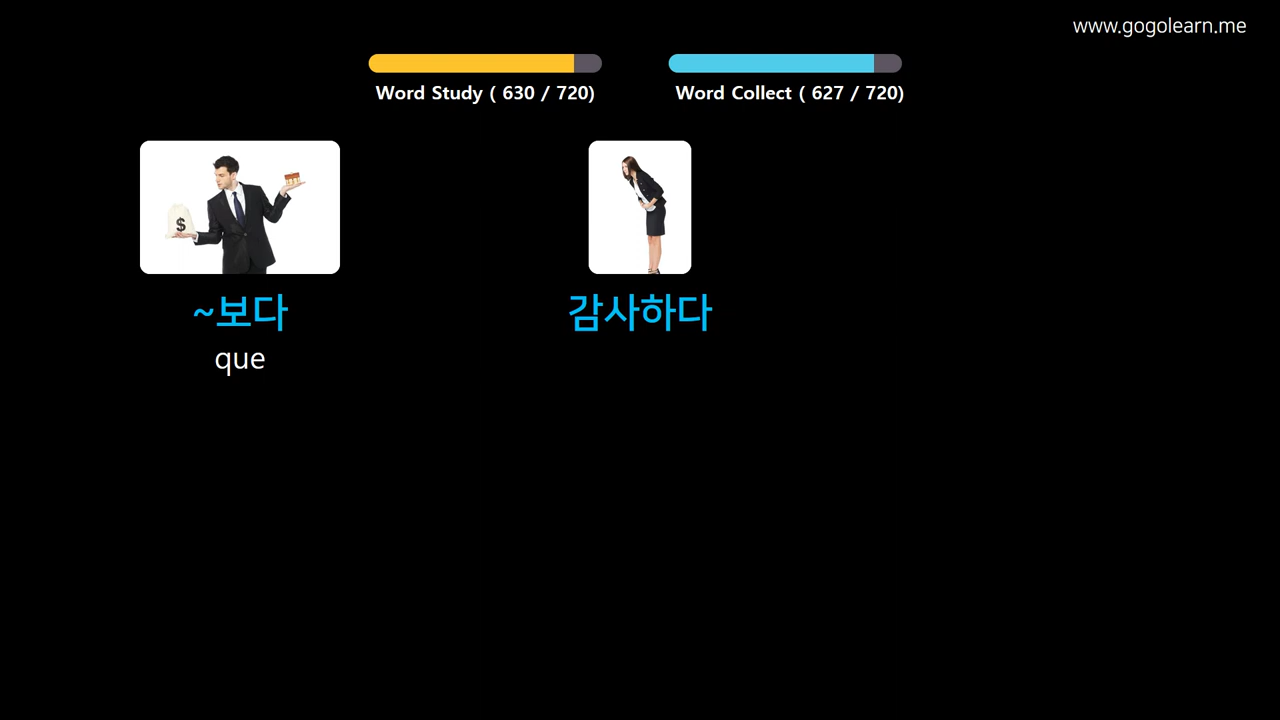 www.gogolearn.me
Word Study ( 630 / 720)
Word Collect ( 627 / 720)
$
~보다
감사하다
que